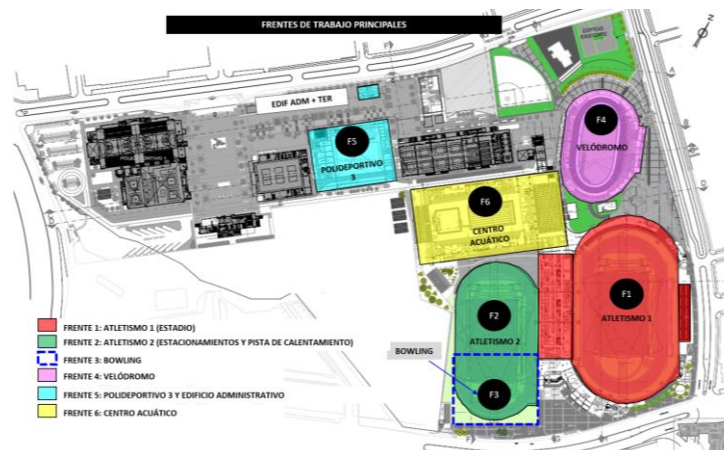 FRENTES DE TRABAJO PRINCIPALES
N
EDIFICIO
EXISTENTE
EDIF ADM + TER
F4
VELÓDROMO
F5
POLIDEPORTIVO
3
F6
CENTRO
ACUÁTICO
F1
ATLETISMO 1
F2
ATLETISMO 2
BOWLING
F3
FRENTE 1: ATLETISMO 1 (ESTADIO)
FRENTE 2: ATLETISMO 2 (ESTACIONAMIENTOS Y PISTA DE CALENTAMIENTO)
FRENTE 3: BOWLING
FRENTE 4: VELÓDROMO
FRENTE 5: POLIDEPORTIVO 3 Y EDIFICIO ADMINISTRATIVO
FRENTE 6: CENTRO ACUÁTICO